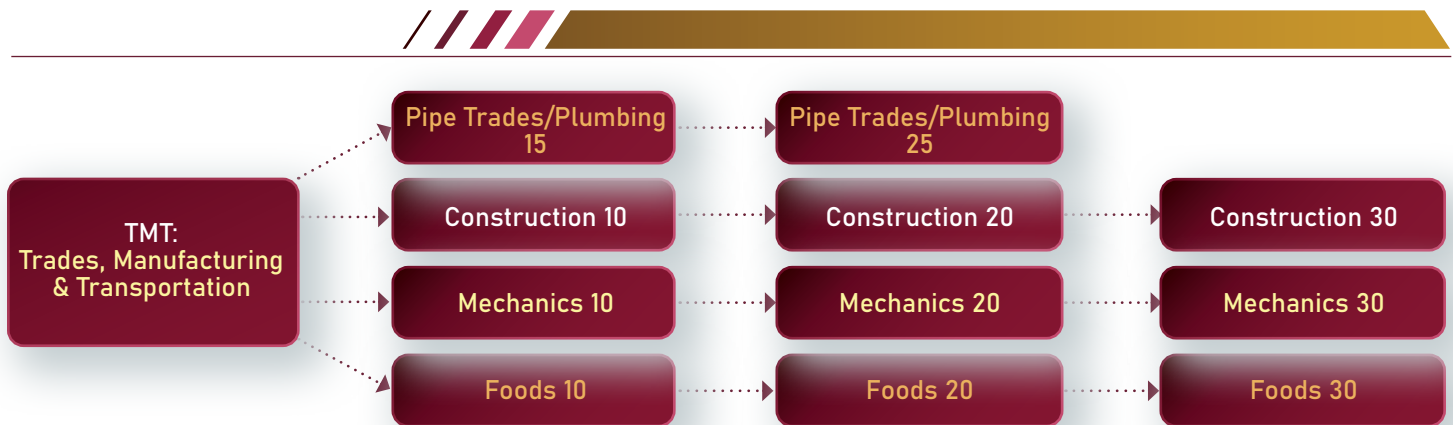 TMT:
Trades, Manufacturing
& Transportation
Pipe Trades/Plumbing
15
Pipe Trades/Plumbing
25
Construction 10
Construction 20
Construction 30
Mechanics 10
Mechanics 20
Mechanics 30
Foods 10
Foods 20
Foods 30